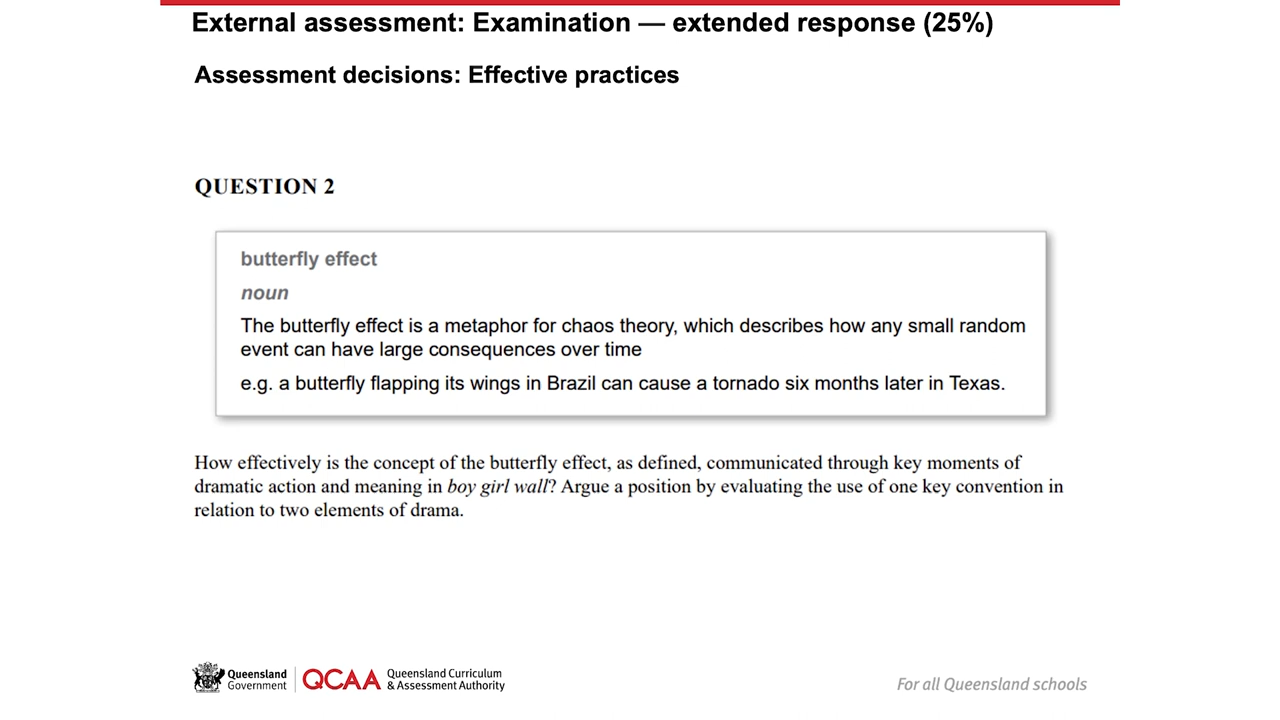 External assessment: Examination — extended response (25%)
Assessment decisions: Effective practices
QUESTION 2
butterfly effect
noun
The butterfly effect is a metaphor for chaos theory, which describes how any small random
event can have large consequences over time
e.g. a butterfly flapping its wings in Brazil can cause a tornado six months later in Texas.
How effectively is the concept of the butterfly effect, as defined, communicated through key moments of
dramatic action and meaning in boy girl wall? Argue a position by evaluating the use of one key convention in
relation to two elements of drama.
Queensland
Government
QCAA
Queensland Curriculum
& Assessment Authority
For all Queensland schools